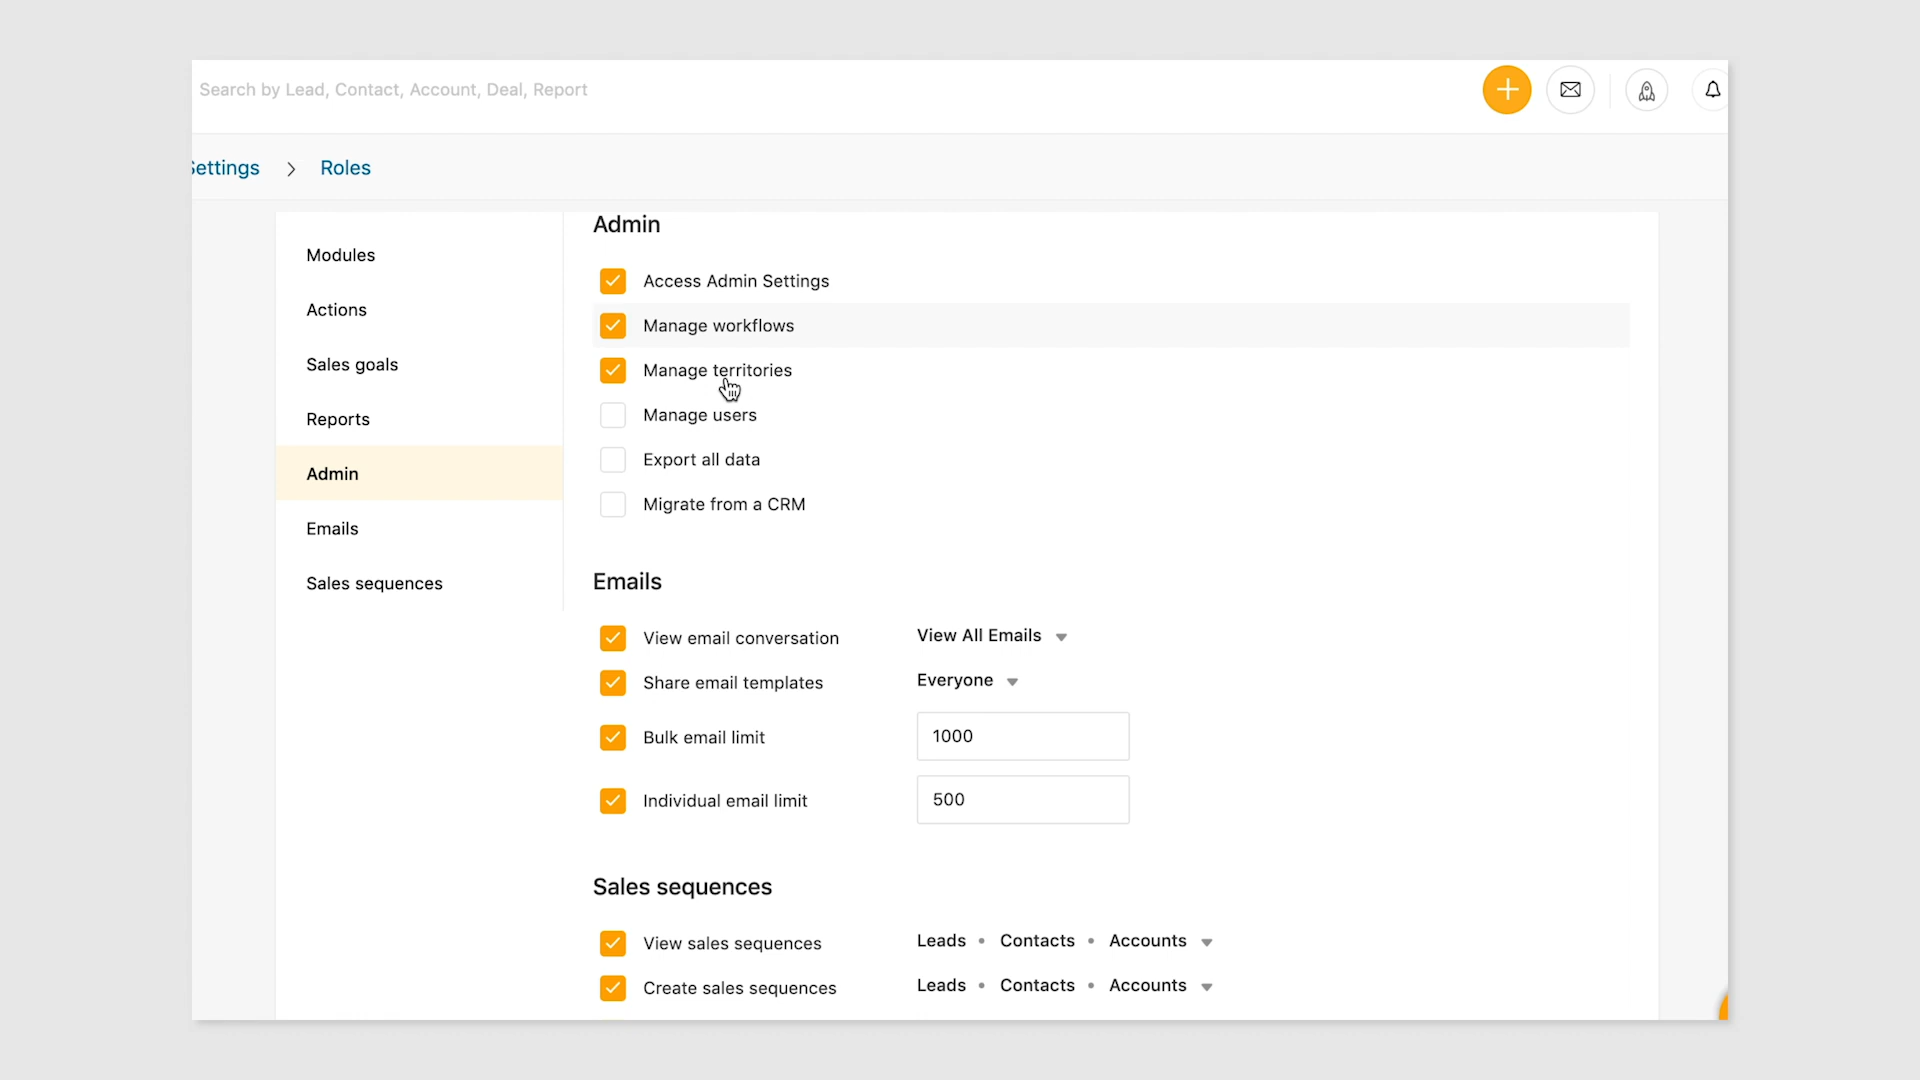 Search by Lead, Contact, Account, Deal, Report
Settings > Roles
Modules
Actions
Sales goals
Reports
Admin
Emails
Sales sequences
Admin
Access Admin Settings
Manage workflows
Manage territories
Manage users
Export all data
Migrate from a CRM
Emails
View email conversation View All Emails
Share email templates Everyone
Bulk email limit 1000
Individual email limit 500
Sales sequences
View sales sequences Leads • Contacts • Accounts
Create sales sequences Leads • Contacts • Accounts